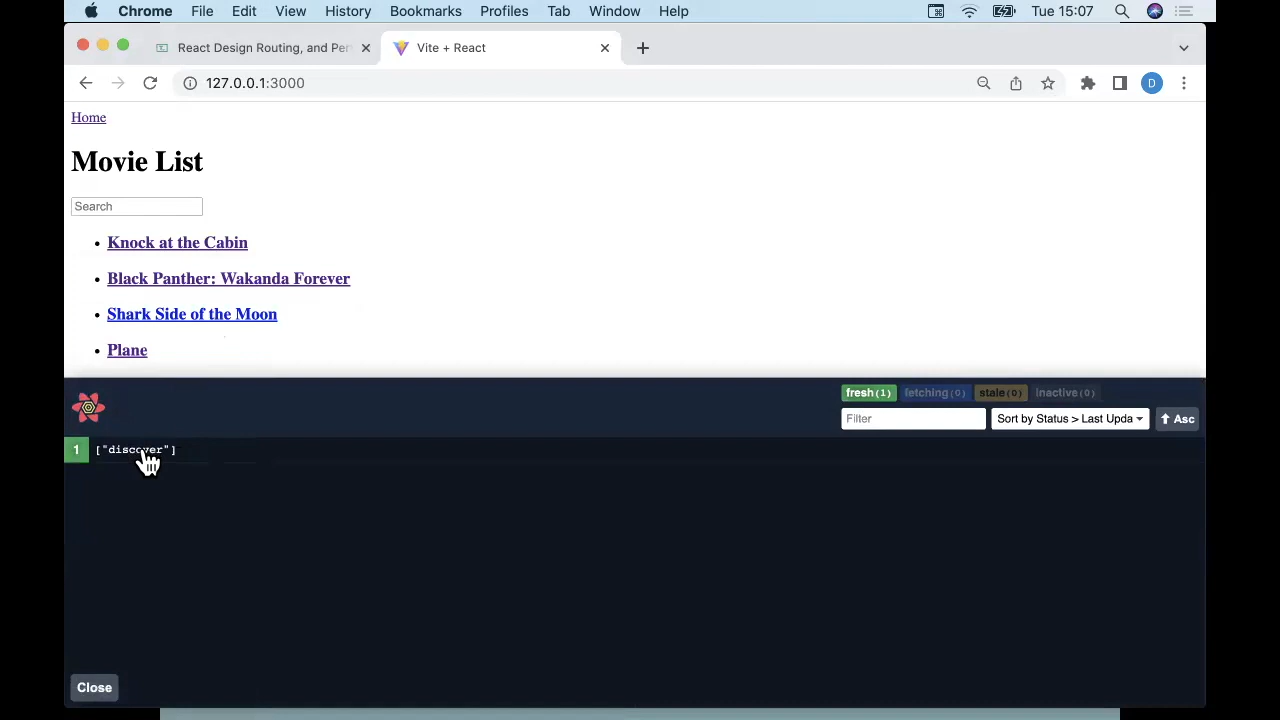 Chrome File Edit View History Bookmarks Profiles Tab Window Help Tue 15:07
React Design Routing, and Per Vite + React
127.0.0.1:3000 D
Home
Movie List
Search
Knock at the Cabin
Black Panther: Wakanda Forever
Shark Side of the Moon
Plane
fresh (1) fetching (0) stale (0) inactive (0)
Filter Sort by Status > Last Upda Asc
1 ["discover"]
Close